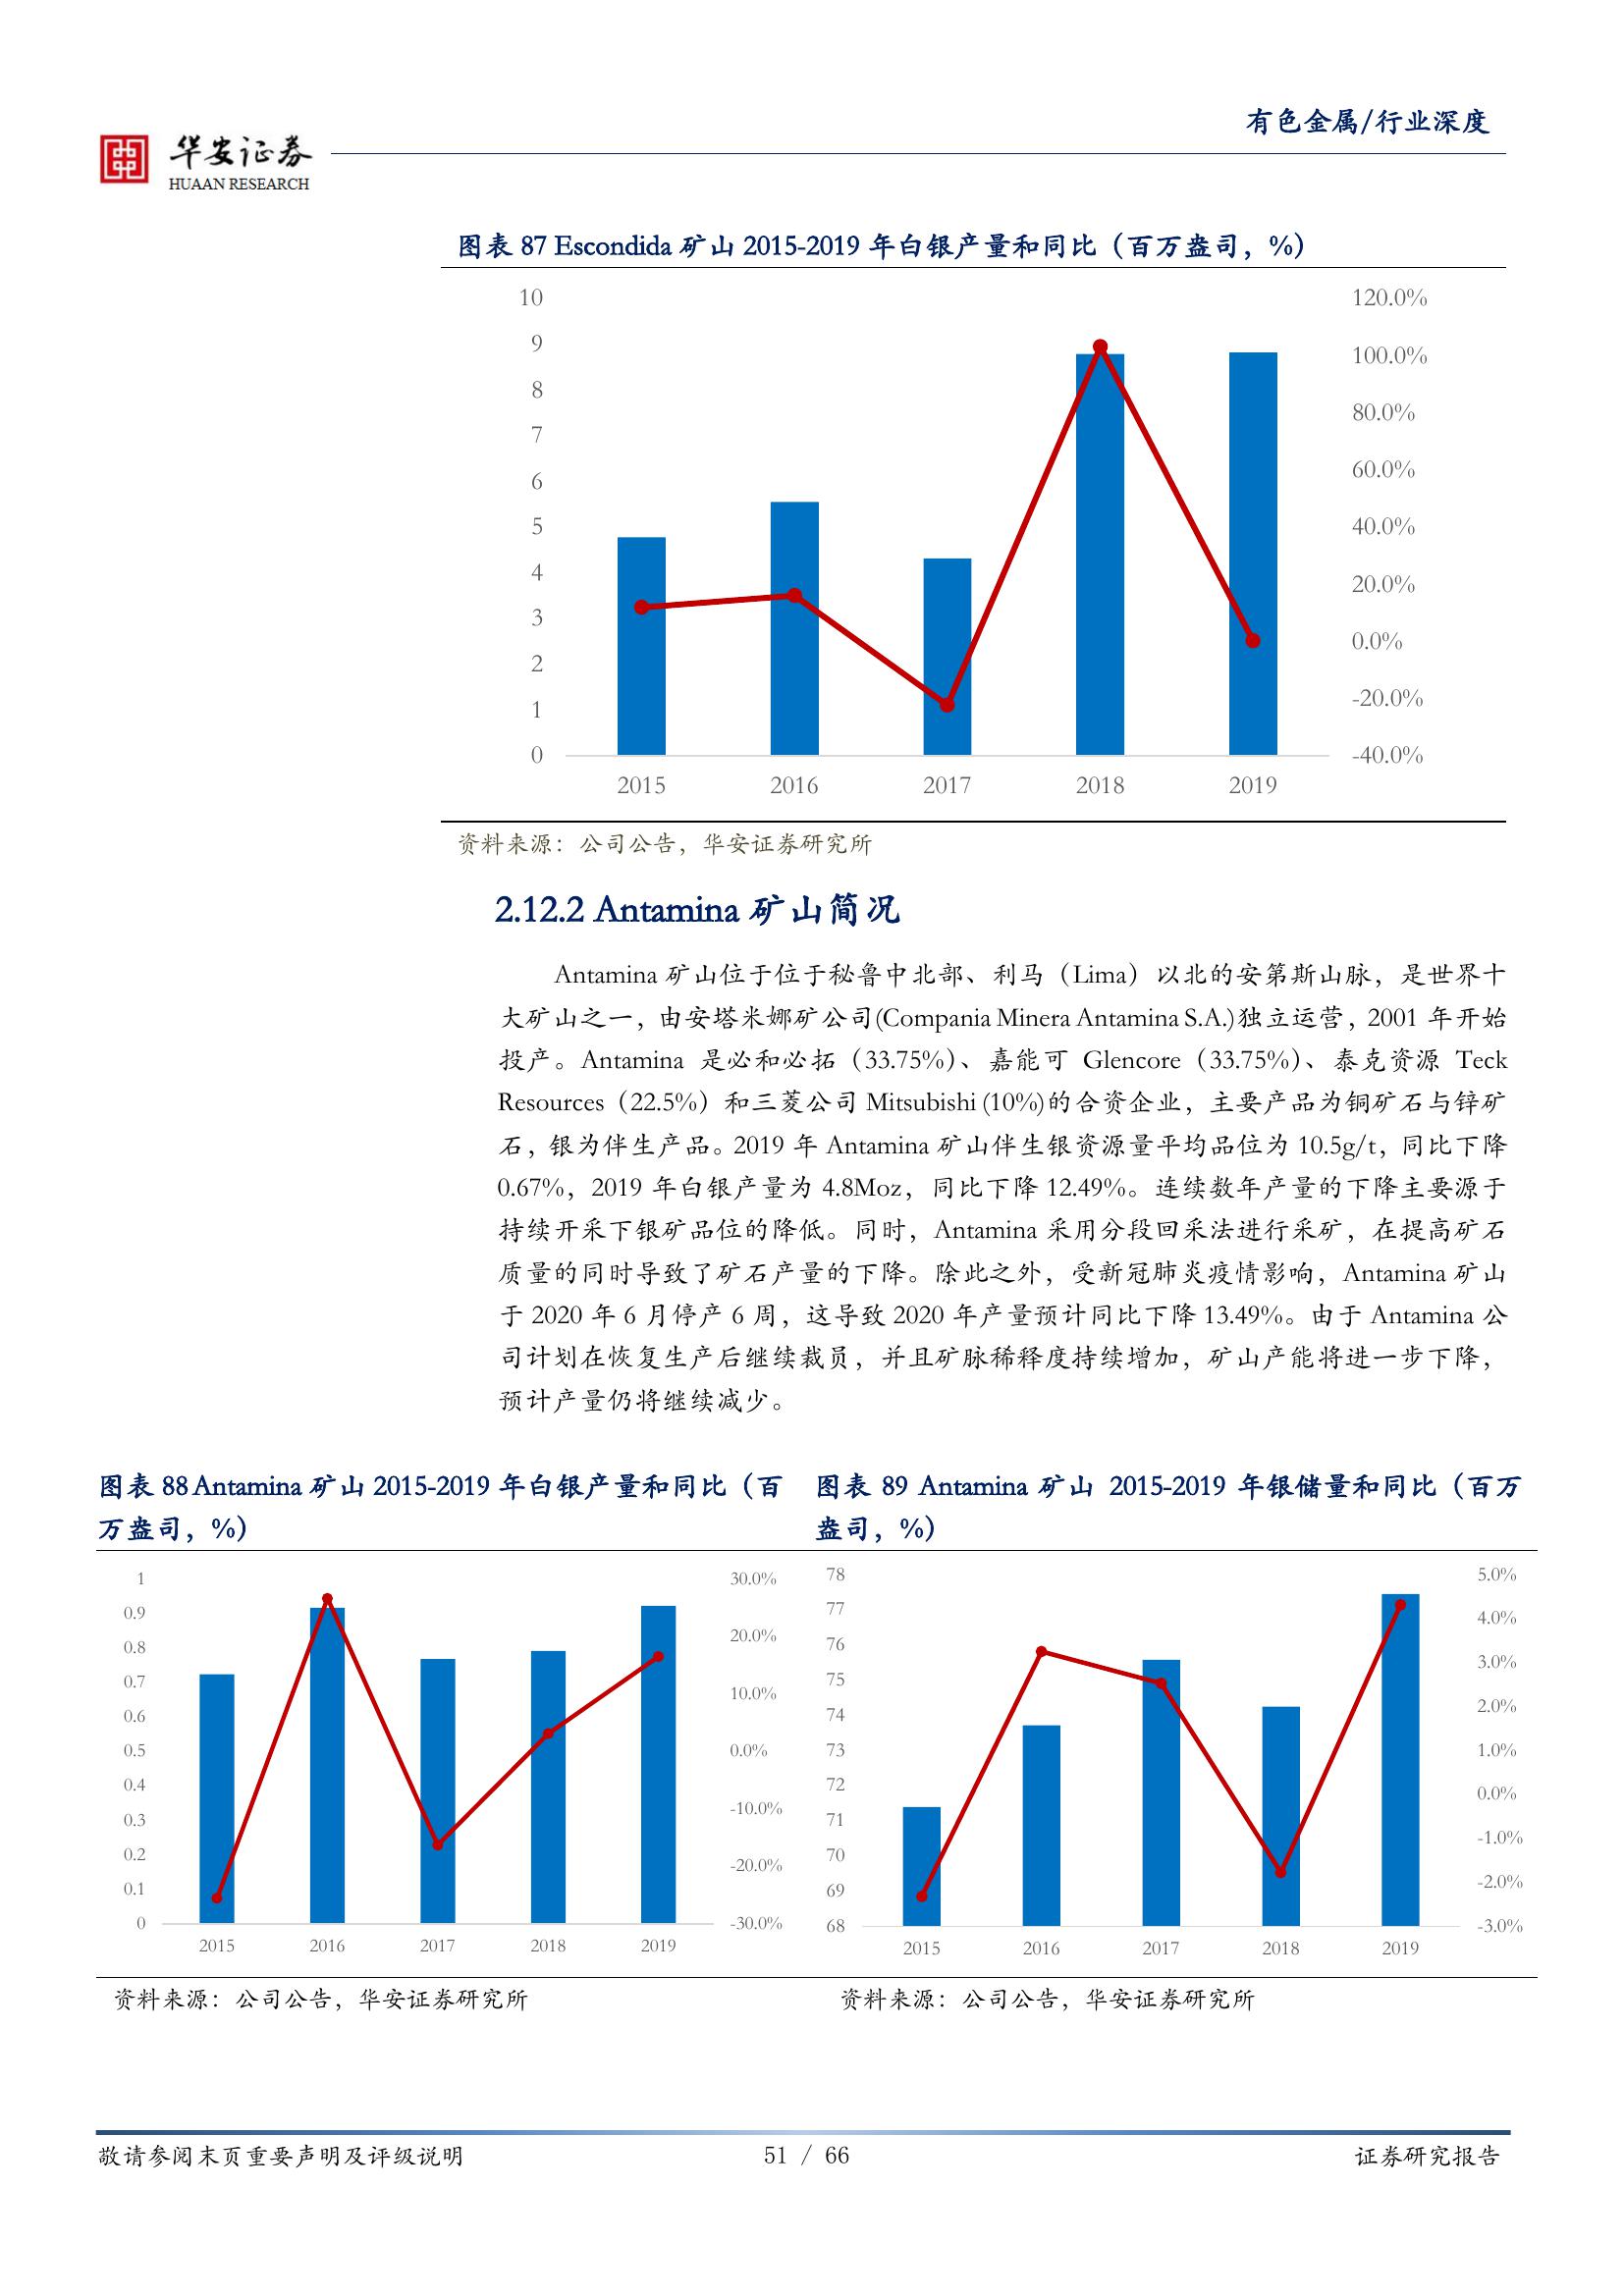 有色金属/行业深度
华安证券
HUAAN RESEARCH
图表 87 Escondida 矿山 2015-2019 年白银产量和同比（百万盎司，%）
10
9
8
7
6
5
4
3
2
1
0
120.0%
100.0%
80.0%
60.0%
40.0%
20.0%
0.0%
-20.0%
-40.0%
2015 2016 2017 2018 2019
资料来源：公司公告，华安证券研究所
2.12.2 Antamina 矿山简况
Antamina 矿山位于位于秘鲁中北部、利马（Lima）以北的安第斯山脉，是世界十
大矿山之一，由安塔米娜矿公司(Compania Minera Antamina S.A.)独立运营，2001 年开始
投产。Antamina 是必和必拓（33.75%）、嘉能可 Glencore（33.75%）、泰克资源 Teck
Resources（22.5%）和三菱公司 Mitsubishi (10%)的合资企业，主要产品为铜矿石与锌矿
石，银为伴生产品。2019 年 Antamina 矿山伴生银资源量平均品位为 10.5g/t，同比下降
0.67%，2019 年白银产量为 4.8Moz，同比下降 12.49%。连续数年产量的下降主要源于
持续开采下银矿品位的降低。同时，Antamina 采用分段回采法进行采矿，在提高矿石
质量的同时导致了矿石产量的下降。除此之外，受新冠肺炎疫情影响，Antamina 矿山
于 2020 年 6 月停产 6 周，这导致 2020 年产量预计同比下降 13.49%。由于 Antamina 公
司计划在恢复生产后继续裁员，并且矿脉稀释度持续增加，矿山产能将进一步下降，
预计产量仍将继续减少。
图表 88 Antamina 矿山 2015-2019 年白银产量和同比（百
万盎司，%）
1
0.9
0.8
0.7
0.6
0.5
0.4
0.3
0.2
0.1
0
30.0%
20.0%
10.0%
0.0%
-10.0%
-20.0%
-30.0%
2015 2016 2017 2018 2019
资料来源：公司公告，华安证券研究所
图表 89 Antamina 矿山 2015-2019 年银储量和同比（百万
盎司，%）
78
77
76
75
74
73
72
71
70
69
68
5.0%
4.0%
3.0%
2.0%
1.0%
0.0%
-1.0%
-2.0%
-3.0%
2015 2016 2017 2018 2019
资料来源：公司公告，华安证券研究所
敬请参阅末页重要声明及评级说明 51 / 66 证券研究报告